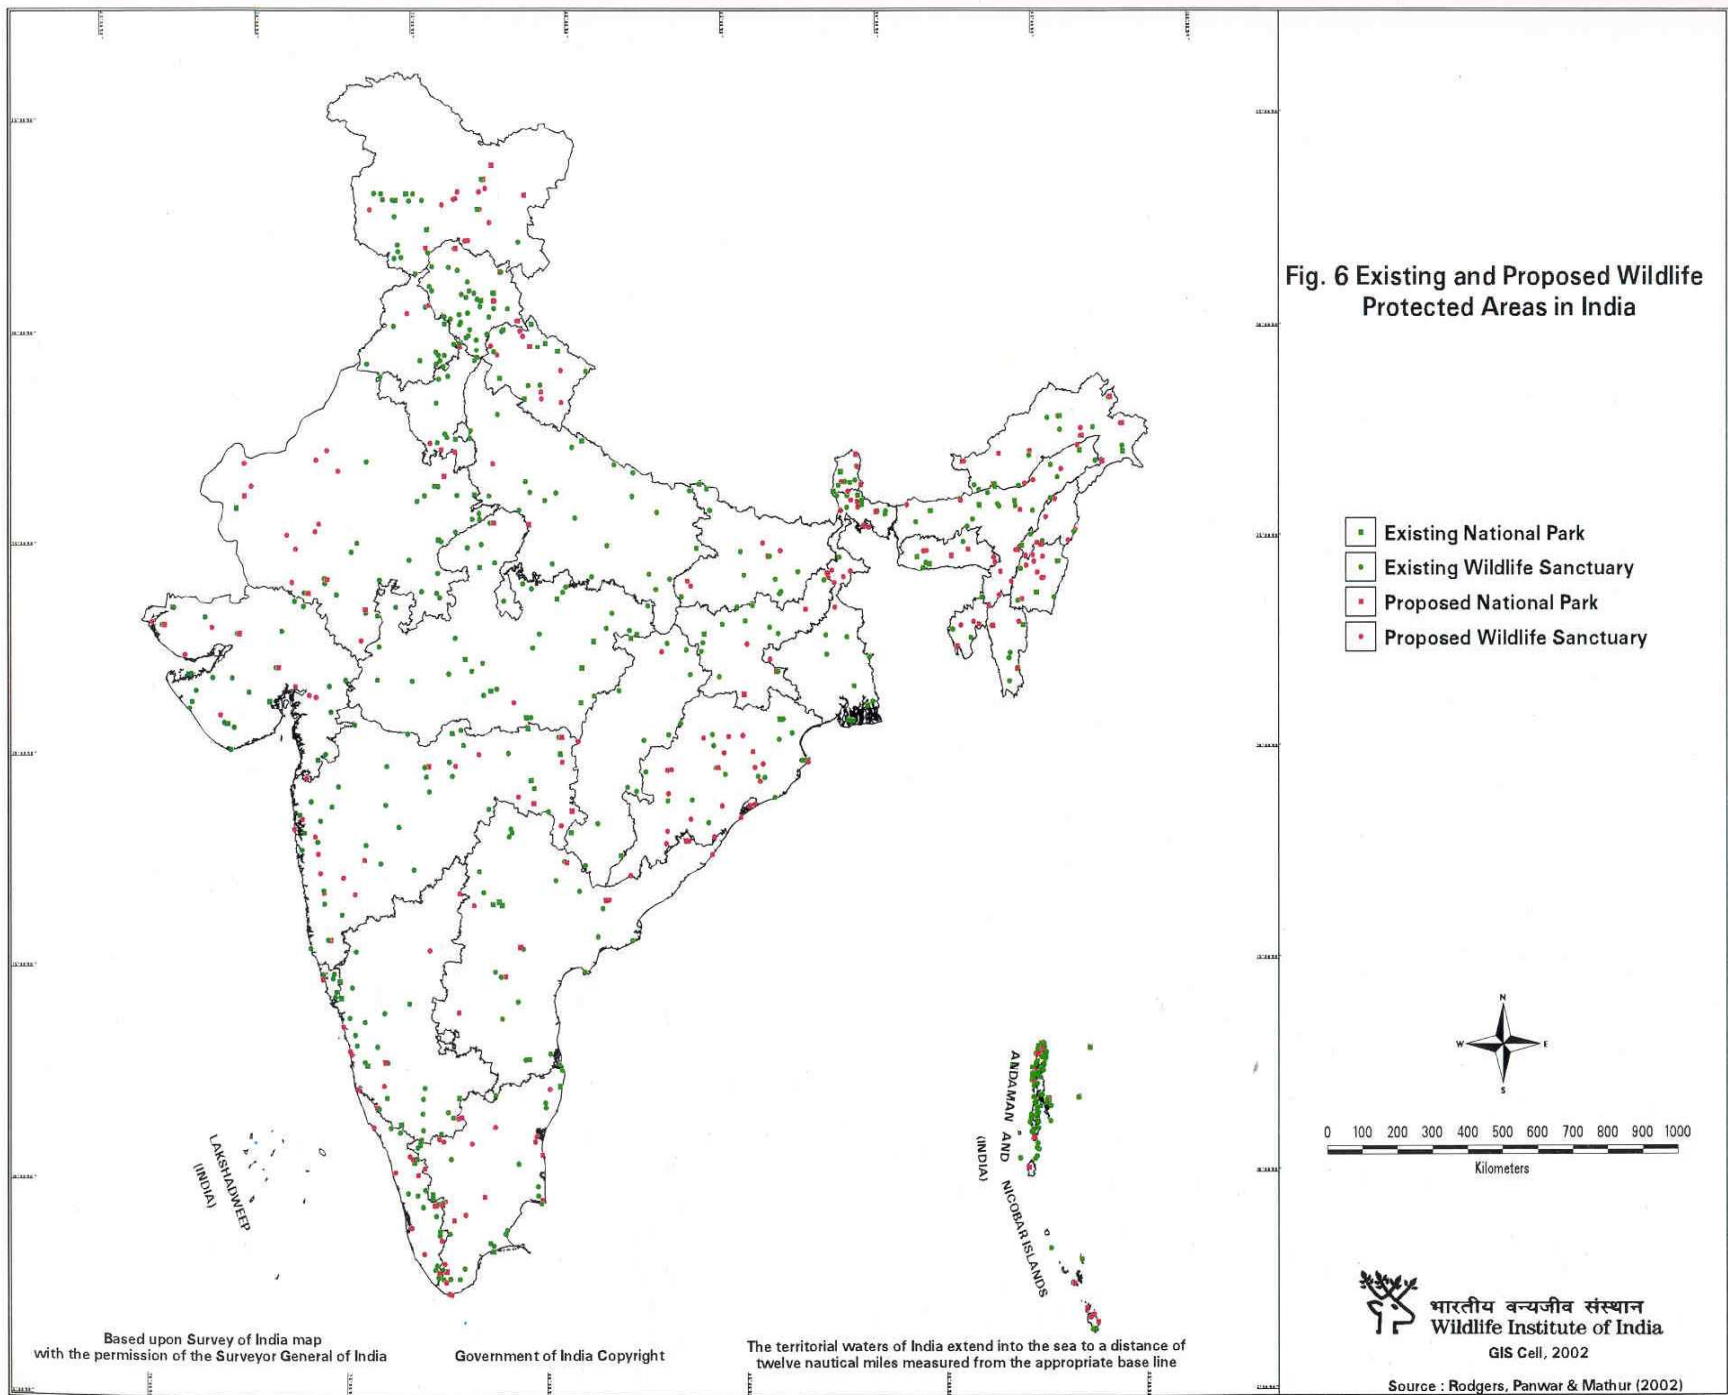 Fig. 6 Existing and Proposed Wildlife
Protected Areas in India
Existing National Park
Existing Wildlife Sanctuary
Proposed National Park
Proposed Wildlife Sanctuary
N
W
E
S
0 100 200 300 400 500 600 700 800 900 1000
Kilometers
LAKSHADWEEP
(INDIA)
ANDAMAN AND NICOBAR ISLANDS
(INDIA)
Based upon Survey of India map
with the permission of the Surveyor General of India
Government of India Copyright
The territorial waters of India extend into the sea to a distance of
twelve nautical miles measured from the appropriate base line
भारतीय वन्यजीव संस्थान
Wildlife Institute of India
GIS Cell, 2002
Source : Rodgers, Panwar & Mathur (2002)